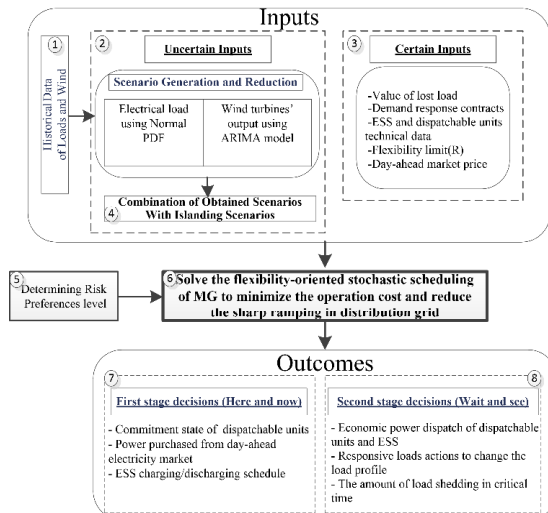 Inputs
1
Historical Data
of Loads and Wind
2
Uncertain Inputs
Scenario Generation and Reduction
Electrical load
using Normal
PDF
Wind turbines'
output using
ARIMA model
4
Combination of Obtained Scenarios
With Islanding Scenarios
3
Certain Inputs
-Value of lost load
-Demand response contracts
-ESS and dispatchable units
technical data
-Flexibility limit(R)
-Day-ahead market price
5
Determining Risk
Preferences level
6
Solve the flexibility-oriented stochastic scheduling
of MG to minimize the operation cost and reduce
the sharp ramping in distribution grid
Outcomes
7
First stage decisions (Here and now)
- Commitment state of dispatchable units
- Power purchased from day-ahead
electricity market
- ESS charging/discharging schedule
8
Second stage decisions (Wait and see)
- Economic power dispatch of dispatchable
units and ESS
- Responsive loads actions to change the
load profile
- The amount of load shedding in critical
time